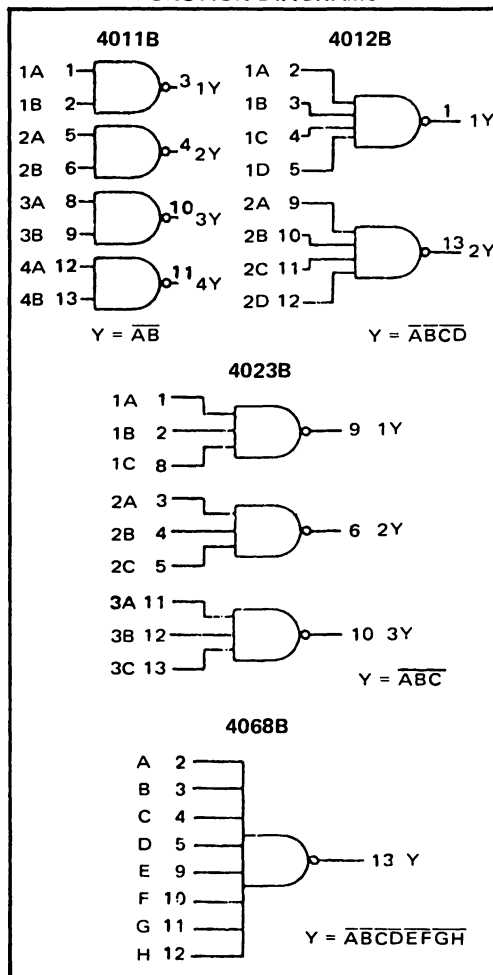 4011B
1A 1
1B 2
3 1Y
2A 5
2B 6
4 2Y
3A 8
3B 9
10 3Y
4A 12
4B 13
11 4Y
Y = A̅B̅
4012B
1A 2
1B 3
1C 4
1D 5
1 1Y
2A 9
2B 10
2C 11
2D 12
13 2Y
Y = A̅B̅C̅D̅
4023B
1A 1
1B 2
1C 8
9 1Y
2A 3
2B 4
2C 5
6 2Y
3A 11
3B 12
3C 13
10 3Y
Y = A̅B̅C̅
4068B
A 2
B 3
C 4
D 5
E 9
F 10
G 11
H 12
13 Y
Y = A̅B̅C̅D̅E̅F̅G̅H̅